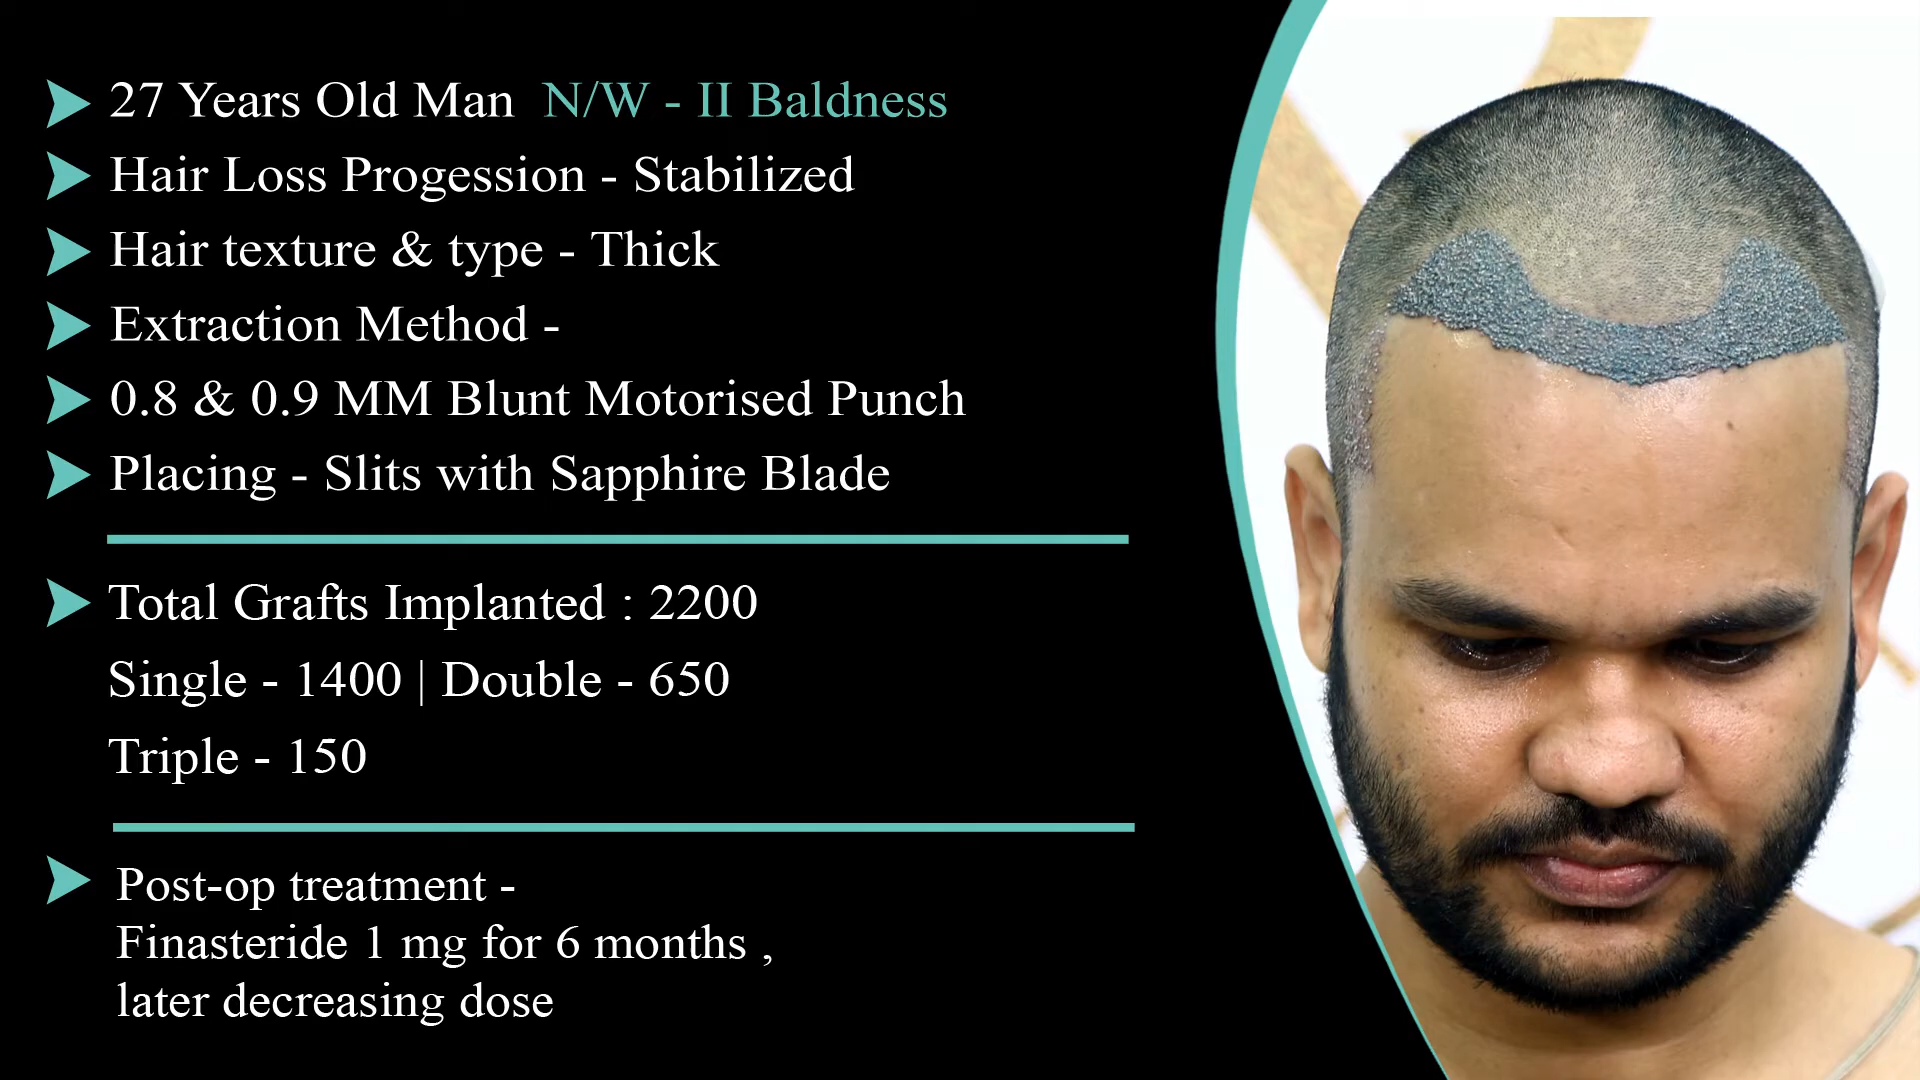 27 Years Old Man N/W - II Baldness
Hair Loss Progession - Stabilized
Hair texture & type - Thick
Extraction Method -
0.8 & 0.9 MM Blunt Motorised Punch
Placing - Slits with Sapphire Blade
Total Grafts Implanted : 2200
Single - 1400 | Double - 650
Triple - 150
Post-op treatment -
Finasteride 1 mg for 6 months ,
later decreasing dose